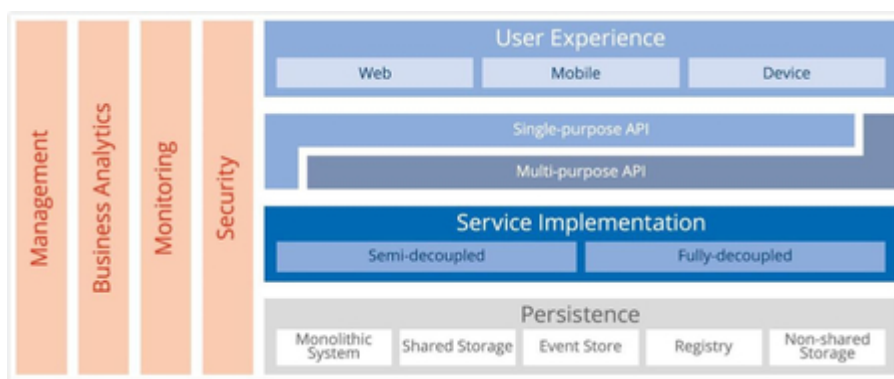 Management
Business Analytics
Monitoring
Security
User Experience
Web
Mobile
Device
Single-purpose API
Multi-purpose API
Service Implementation
Semi-decoupled
Fully-decoupled
Persistence
Monolithic
System
Shared Storage
Event Store
Registry
Non-shared
Storage